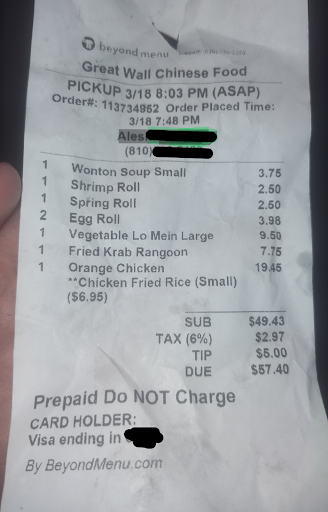 beyondmenu
Great Wall Chinese Food
PICKUP 3/18 8:03 PM (ASAP)
Order#: 113734952 Order Placed Time:
3/18 7:48 PM
Ales
(810)
1 Wonton Soup Small 3.75
1 Shrimp Roll 2.50
1 Spring Roll 2.50
2 Egg Roll 3.98
1 Vegetable Lo Mein Large 9.50
1 Fried Krab Rangoon 7.75
1 Orange Chicken 19.45
**Chicken Fried Rice (Small)
($6.95)
SUB $49.43
TAX (6%) $2.97
TIP $5.00
DUE $57.40
Prepaid Do NOT Charge
CARD HOLDER:
Visa ending in
By BeyondMenu.com